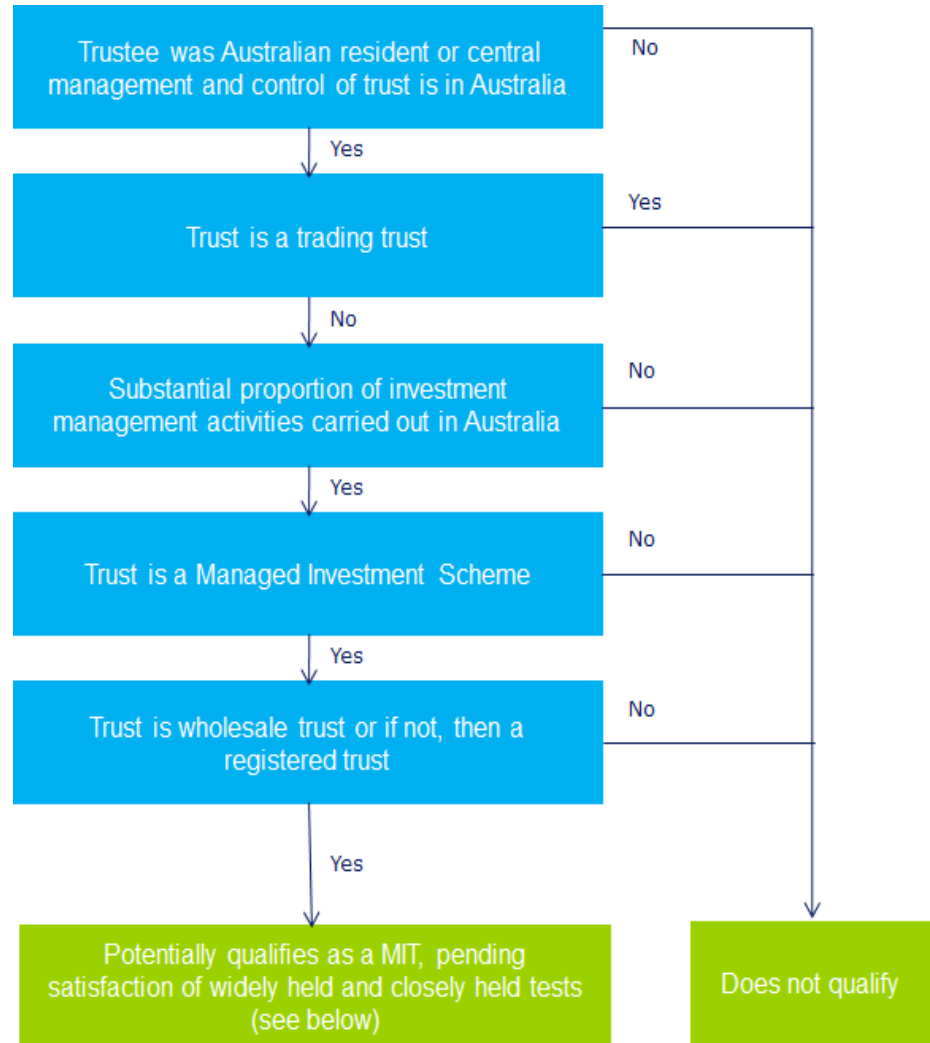 Trustee was Australian resident or central
management and control of trust is in Australia
No
Yes
Trust is a trading trust
Yes
No
Substantial proportion of investment
management activities carried out in Australia
No
Yes
Trust is a Managed Investment Scheme
No
Yes
Trust is wholesale trust or if not, then a
registered trust
No
Yes
Potentially qualifies as a MIT, pending
satisfaction of widely held and closely held tests
(see below)
Does not qualify